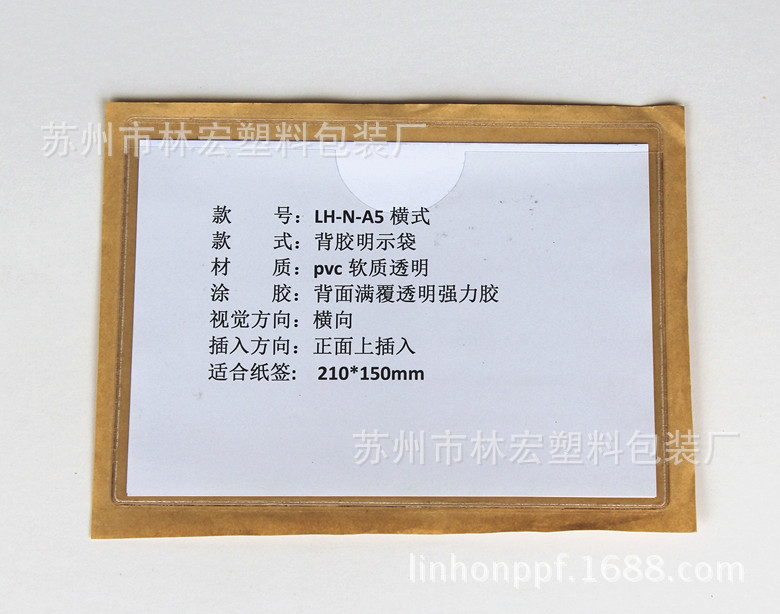 苏州市林宏塑料包装厂
款 号：LH-N-A5 横式
款 式：背胶明示袋
材 质：pvc 软质透明
涂 胶：背面满覆透明强力胶
视觉方向：横向
插入方向：正面上插入
适合纸签： 210*150mm
苏州市林宏塑料包装厂
linhonppf.1688.com